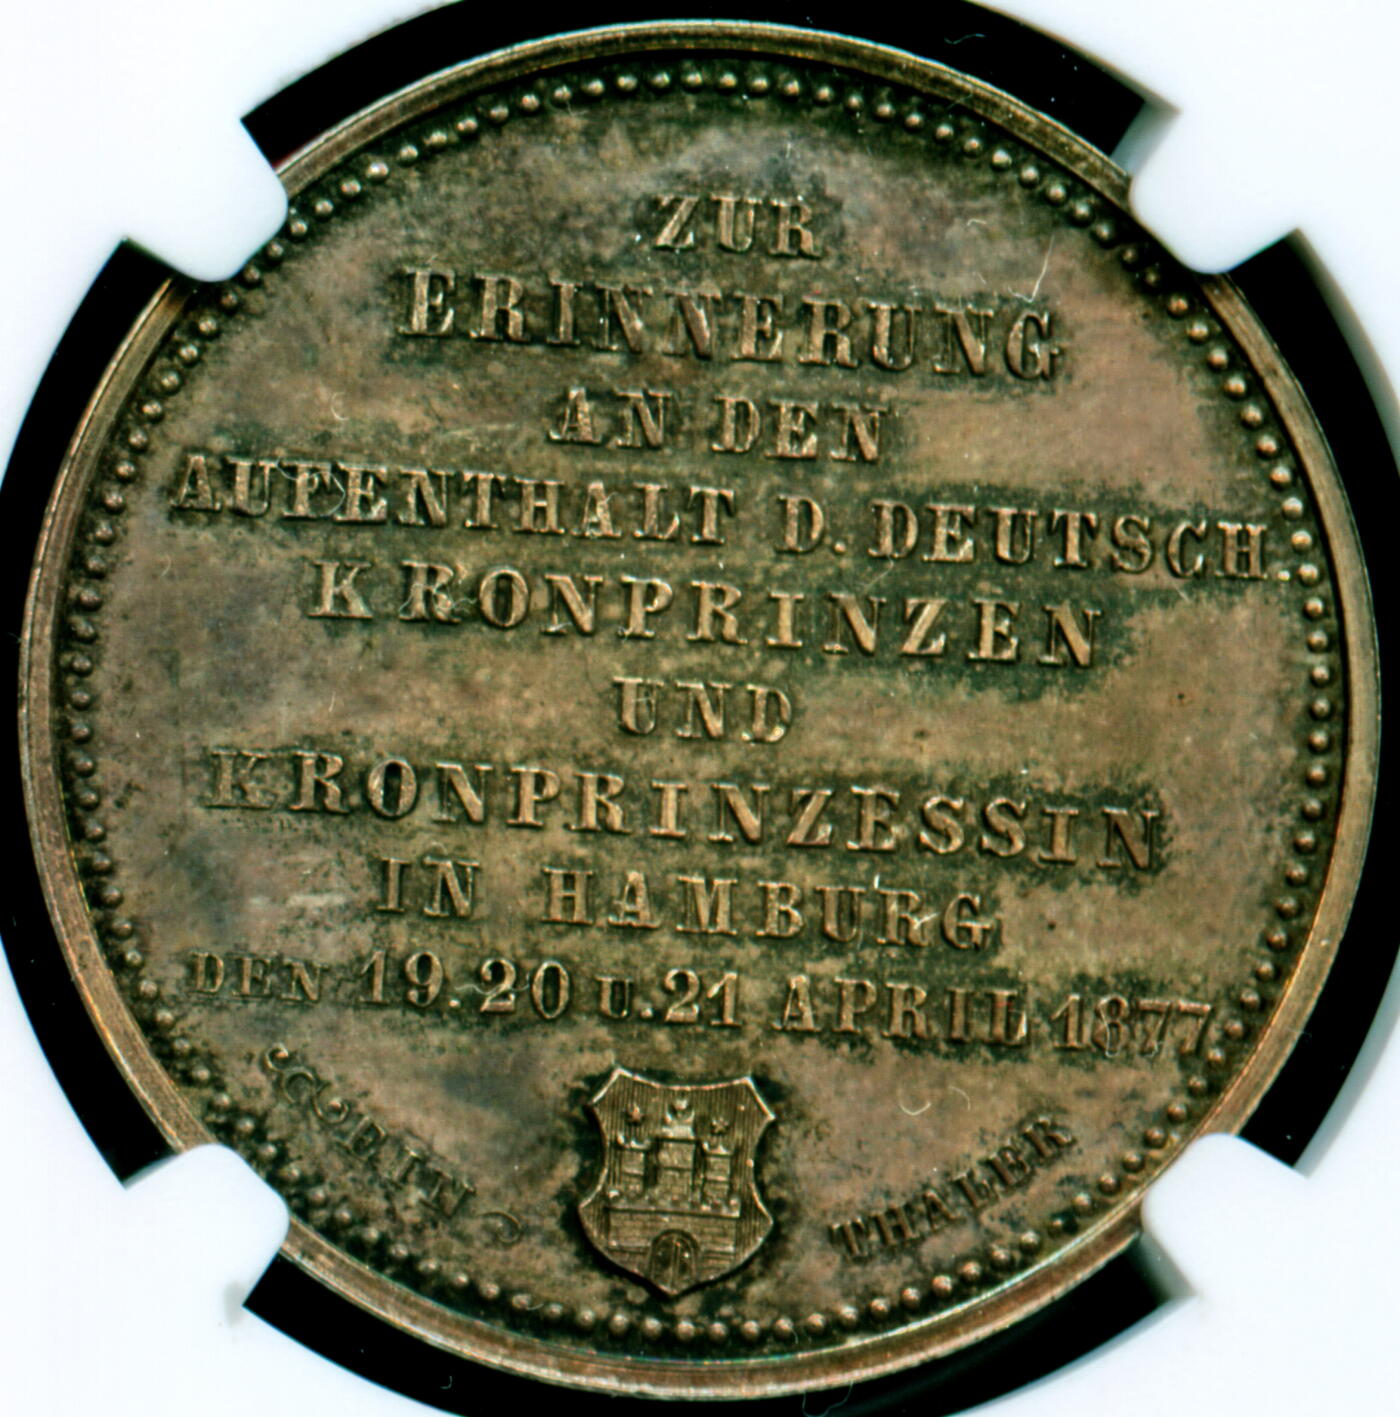 ZUR
ERINNERUNG
AN DEN
AUFENTHALT D. DEUTSCH.
KRONPRINZEN
UND
KRONPRINZESSIN
IN HAMBURG
DEN 19. 20 U. 21 APRIL 1877
THALER